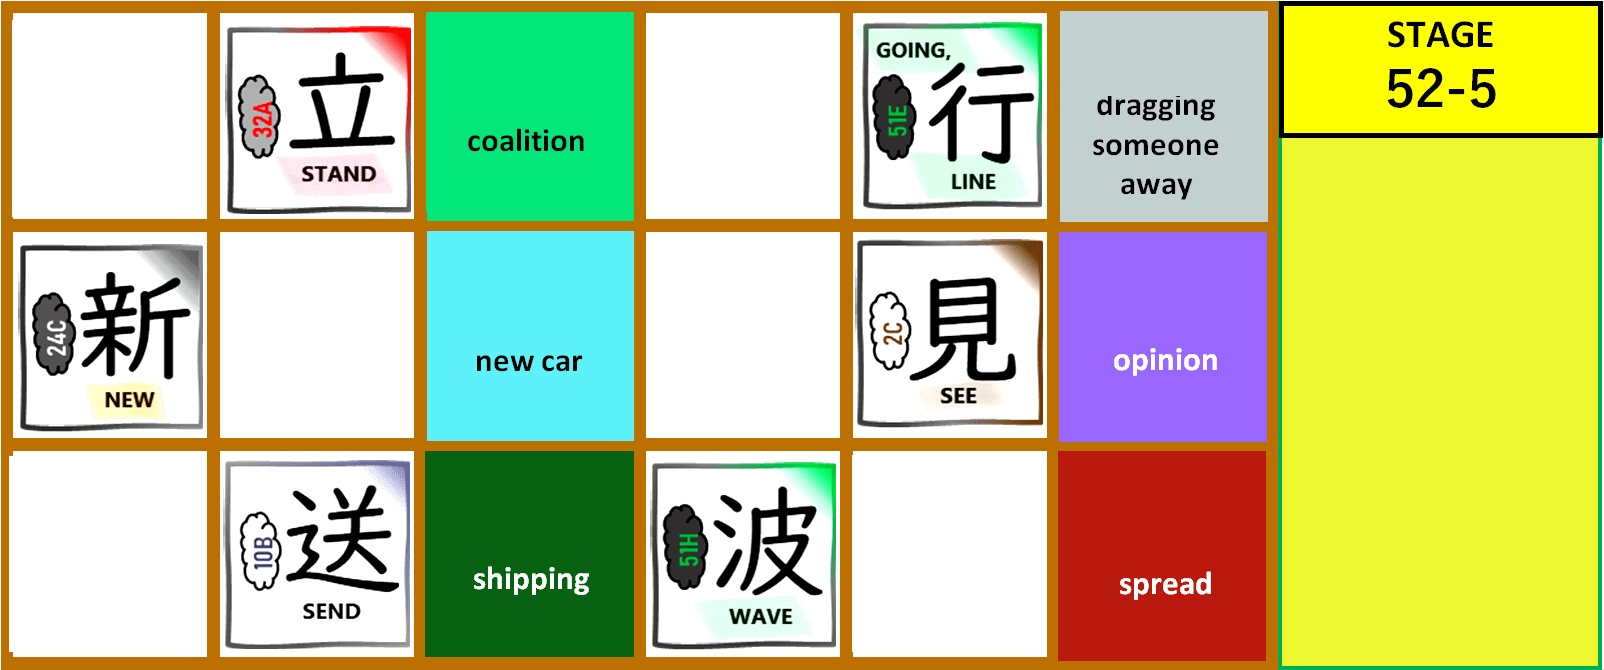 32A
立
STAND
coalition
GOING,
51E
行
LINE
dragging
someone
away
STAGE
52-5
24C
新
NEW
new car
2C
見
SEE
opinion
10B
送
SEND
shipping
51H
波
WAVE
spread